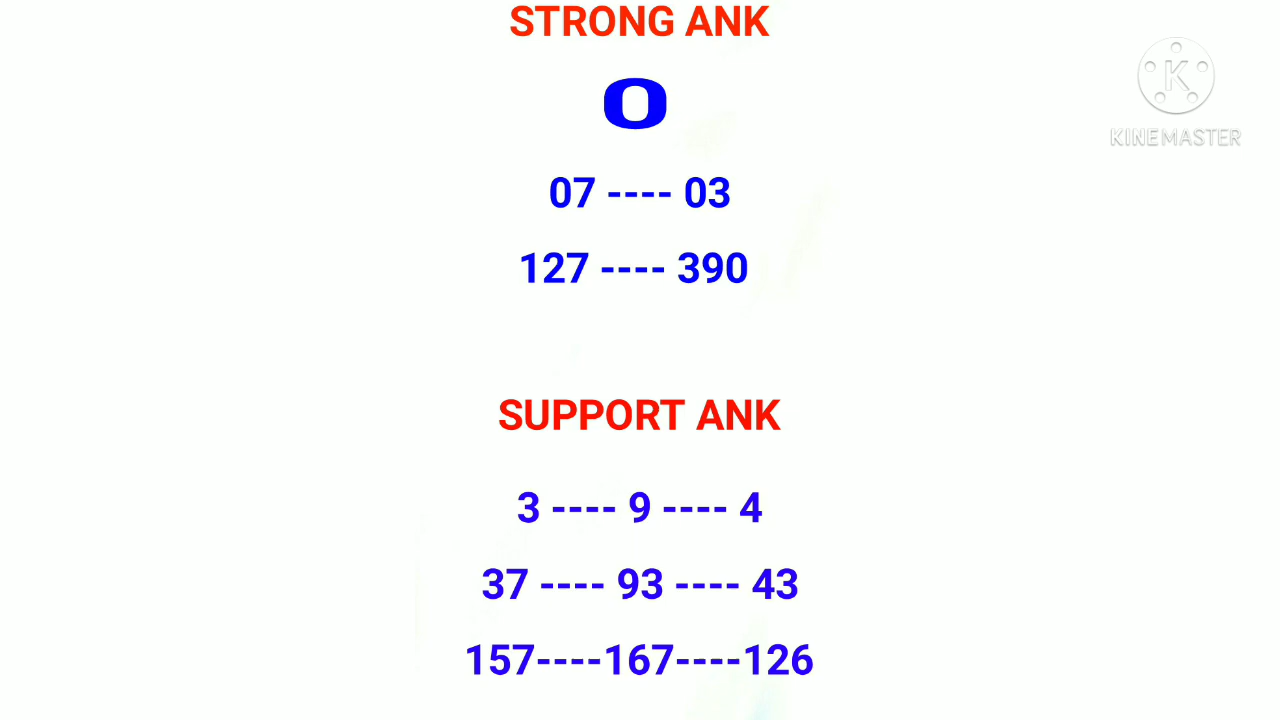 STRONG ANK
0
K
KINEMASTER
07 ---- 03
127 ---- 390
SUPPORT ANK
3 ---- 9 ---- 4
37 ---- 93 ---- 43
157----167----126